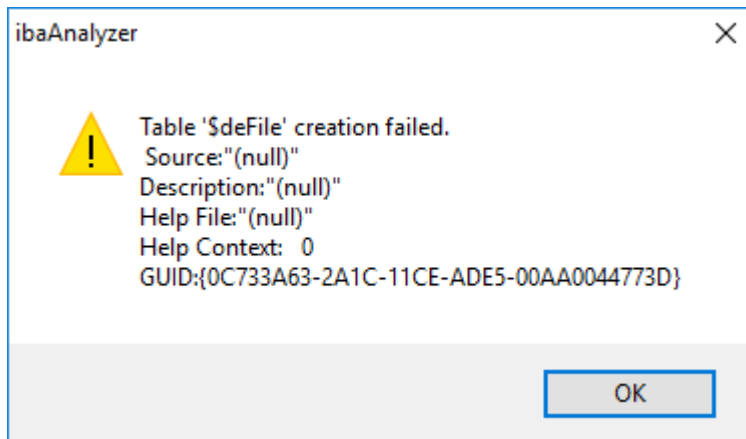 ibaAnalyzer
Table '$deFile' creation failed.
Source:"(null)"
Description:"(null)"
Help File:"(null)"
Help Context:   0
GUID:{0C733A63-2A1C-11CE-ADE5-00AA0044773D}
OK